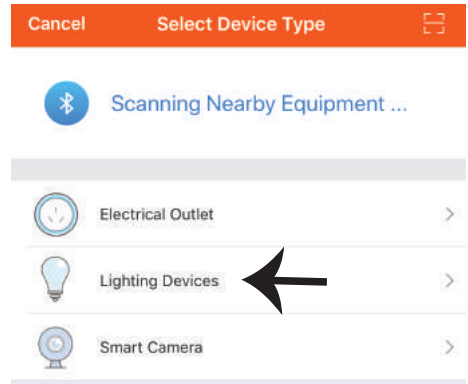 Cancel Select Device Type
Scanning Nearby Equipment ...
Electrical Outlet
Lighting Devices
Smart Camera